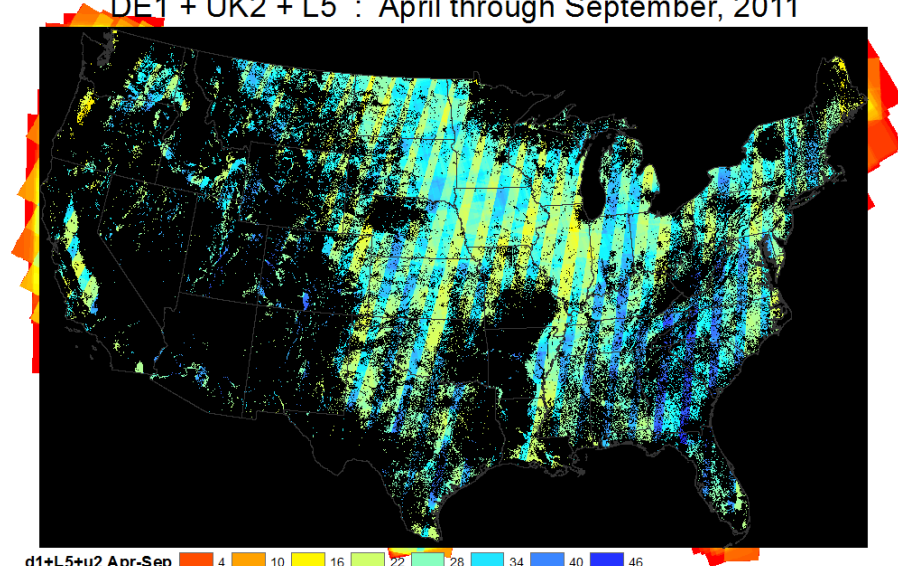 DE1 + UK2 + L5 : April through September, 2011
d1+L5+u2 Apr-Sep 4 10 16 22 28 34 40 46